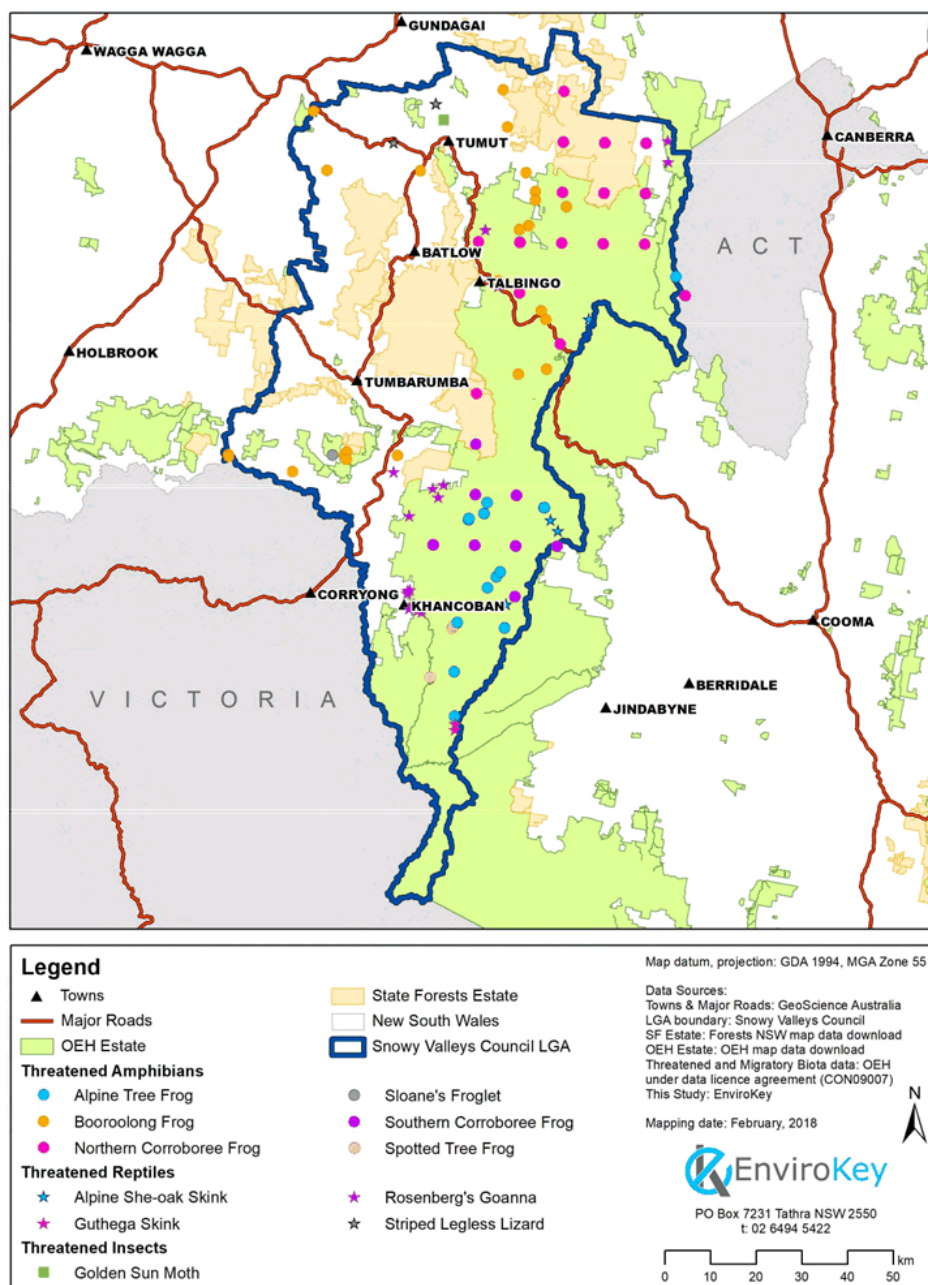 GUNDAGAI
WAGGA WAGGA
CANBERRA
TUMUT
ACT
BATLOW
TALBINGO
HOLBROOK
TUMBARUMBA
CORRYONG
KHANCOBAN
COOMA
BERRIDALE
VICTORIA
JINDABYNE
Legend
Towns
Major Roads
OEH Estate
State Forests Estate
New South Wales
Snowy Valleys Council LGA
Threatened Amphibians
Alpine Tree Frog
Booroolong Frog
Northern Corroboree Frog
Sloane's Froglet
Southern Corroboree Frog
Spotted Tree Frog
Threatened Reptiles
Alpine She-oak Skink
Guthega Skink
Rosenberg's Goanna
Striped Legless Lizard
Threatened Insects
Golden Sun Moth
Map datum, projection: GDA 1994, MGA Zone 55
Data Sources:
Towns & Major Roads: GeoScience Australia
LGA boundary: Snowy Valleys Council
SF Estate: Forests NSW map data download
OEH Estate: OEH map data download
Threatened and Migratory Biota data: OEH
under data licence agreement (CON09007)
This Study: EnviroKey
N
Mapping date: February, 2018
EnviroKey
PO Box 7231 Tathra NSW 2550
t: 02 6494 5422
km
0 10 20 30 40 50